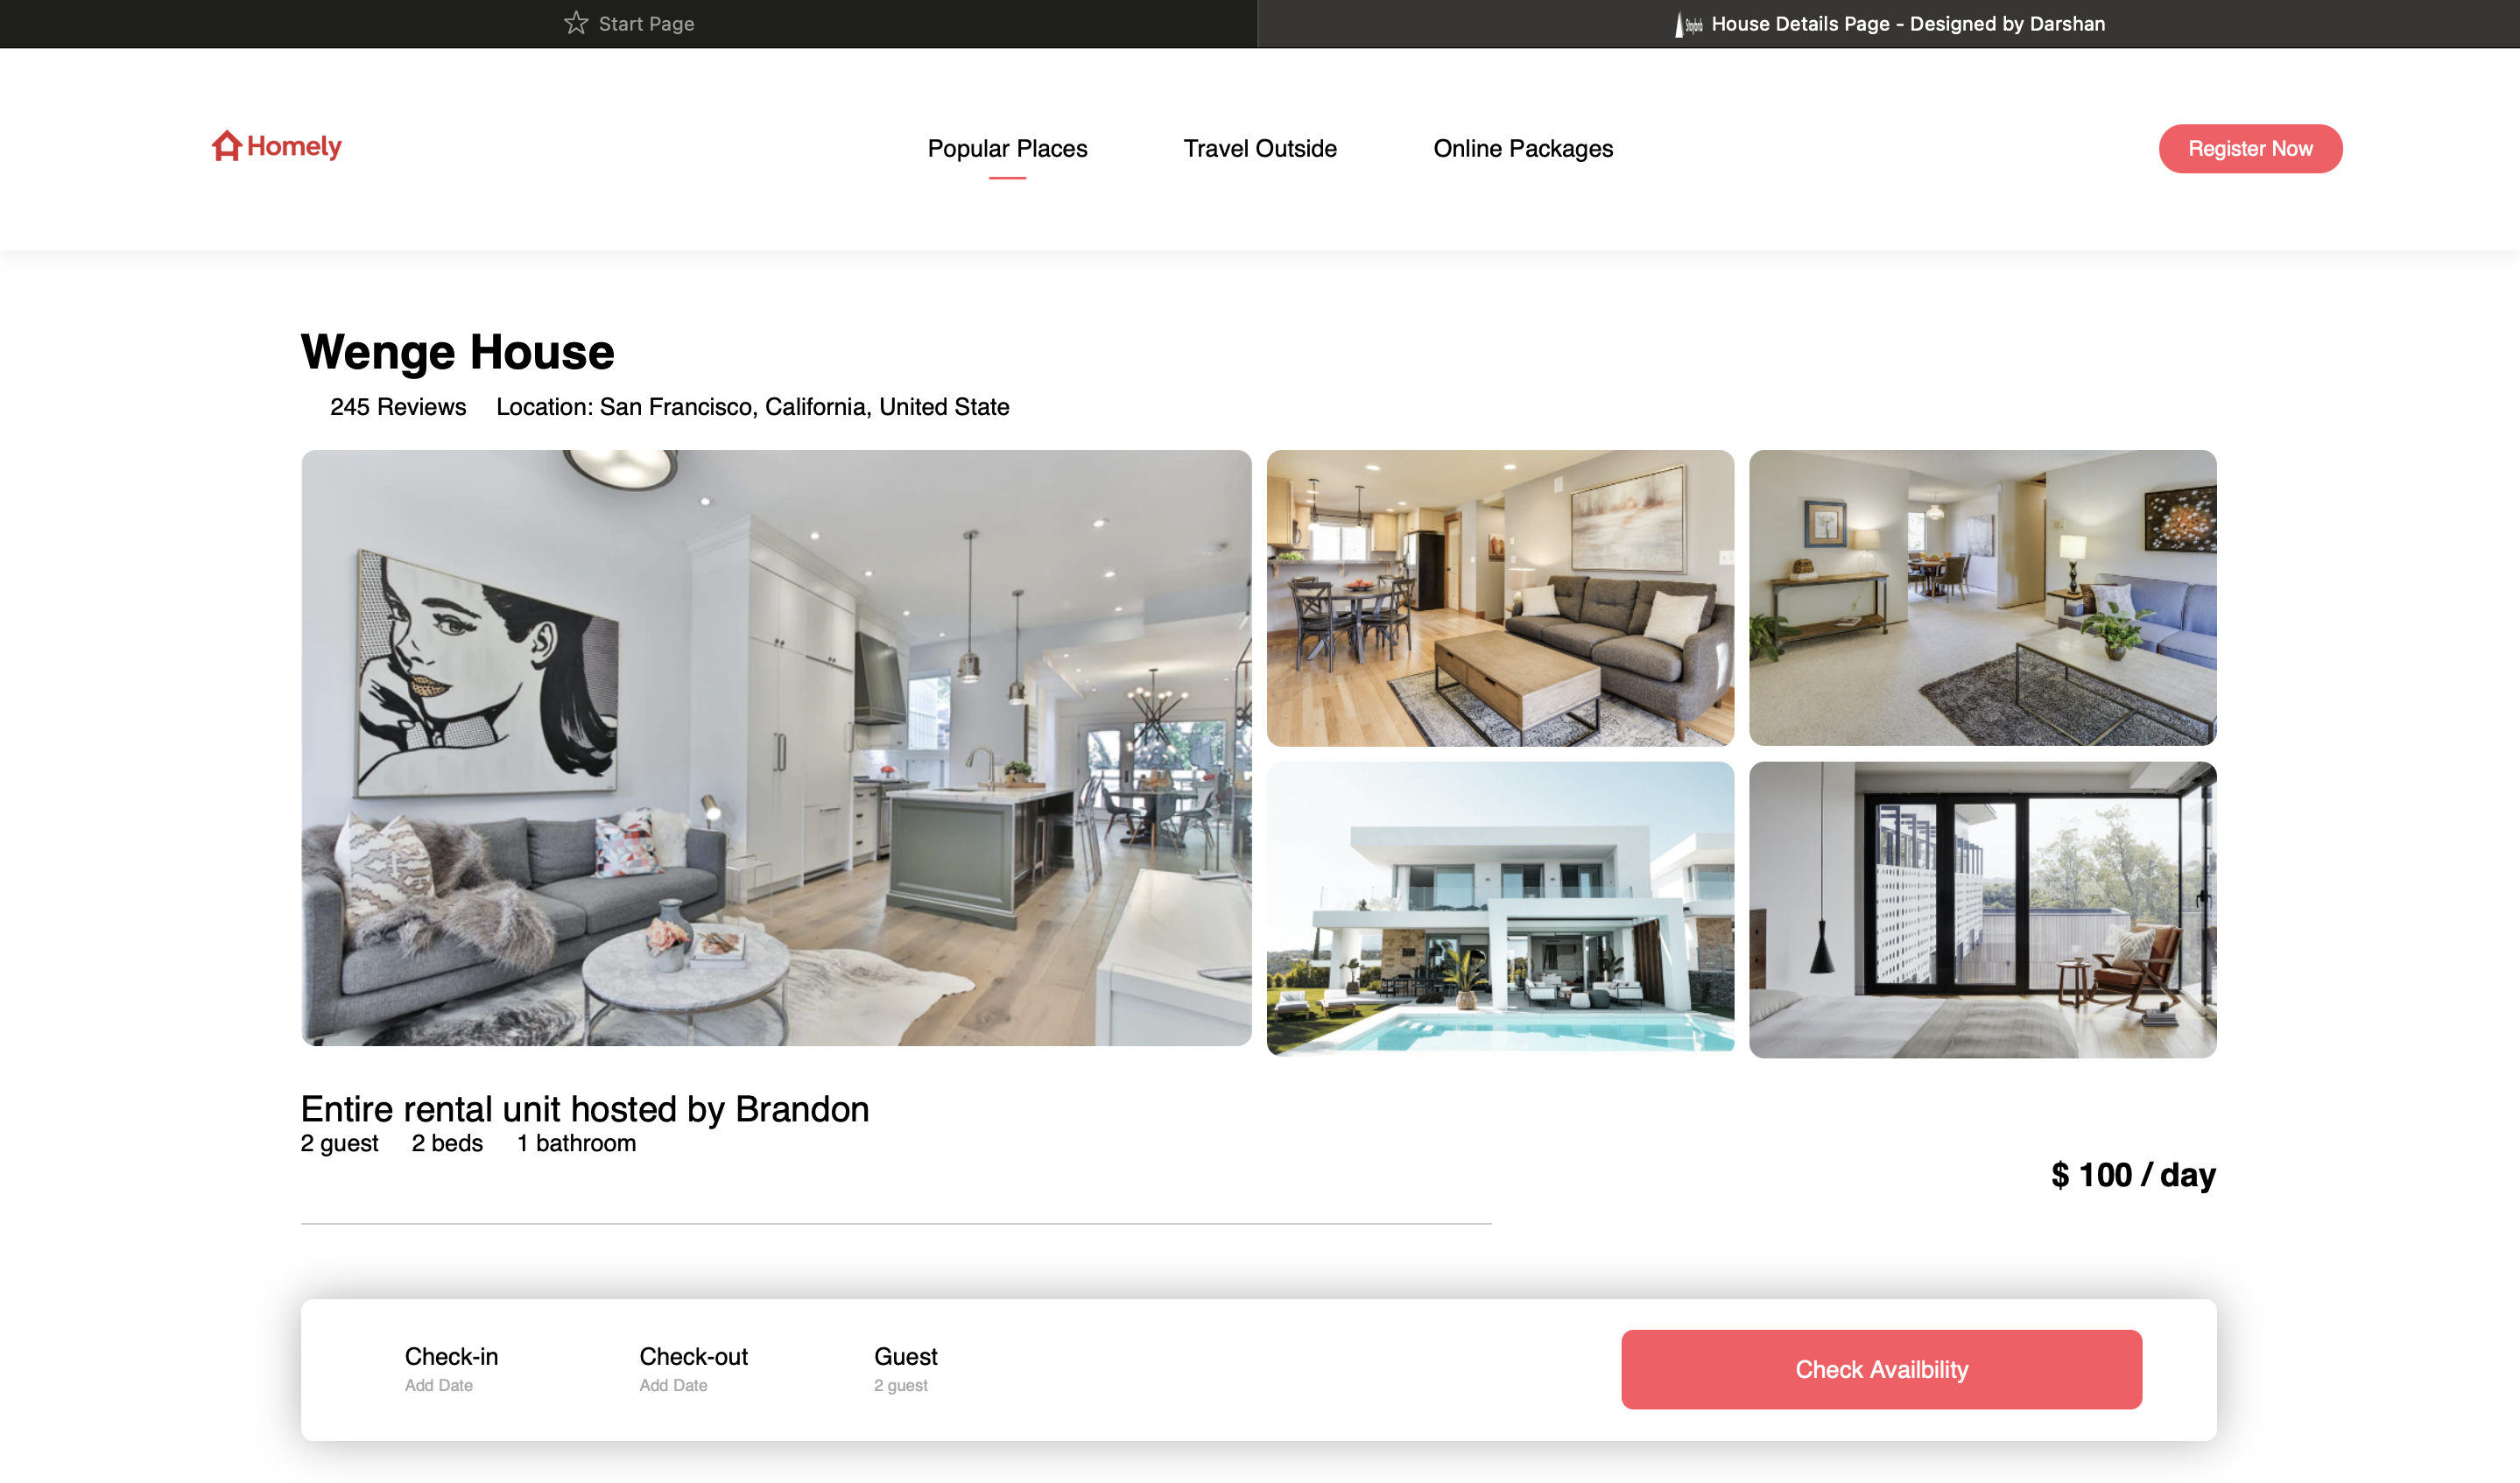 Start Page
House Details Page - Designed by Darshan
Homely
Popular Places
Travel Outside
Online Packages
Register Now
Wenge House
245 Reviews
Location: San Francisco, California, United State
Entire rental unit hosted by Brandon
2 guest
2 beds
1 bathroom
$ 100 / day
Check-in
Add Date
Check-out
Add Date
Guest
2 guest
Check Availbility